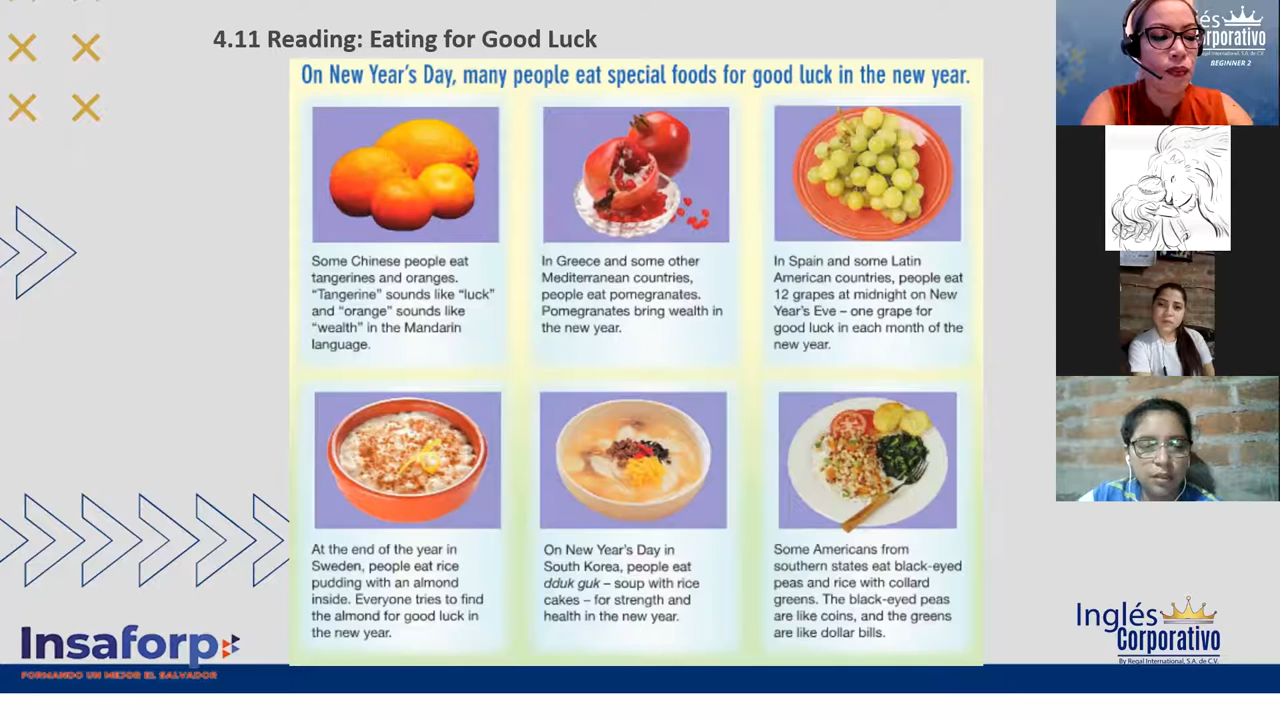 4.11 Reading: Eating for Good Luck
On New Year's Day, many people eat special foods for good luck in the new year.
Some Chinese people eat
tangerines and oranges.
“Tangerine” sounds like “luck”
and “orange” sounds like
“wealth” in the Mandarin
language.
In Greece and some other
Mediterranean countries,
people eat pomegranates.
Pomegranates bring wealth in
the new year.
In Spain and some Latin
American countries, people eat
12 grapes at midnight on New
Year's Eve – one grape for
good luck in each month of the
new year.
At the end of the year in
Sweden, people eat rice
pudding with an almond
inside. Everyone tries to find
the almond for good luck in
the new year.
On New Year's Day in
South Korea, people eat
dduk guk – soup with rice
cakes – for strength and
health in the new year.
Some Americans from
southern states eat black-eyed
peas and rice with collard
greens. The black-eyed peas
are like coins, and the greens
are like dollar bills.
Insaforp
FORMANDO UN MEJOR EL SALVADOR
Inglés
Corporativo
By Regal International, S.A. de C.V.
és
orporativo
By Regal International, S.A. de C.V.
BEGINNER 2